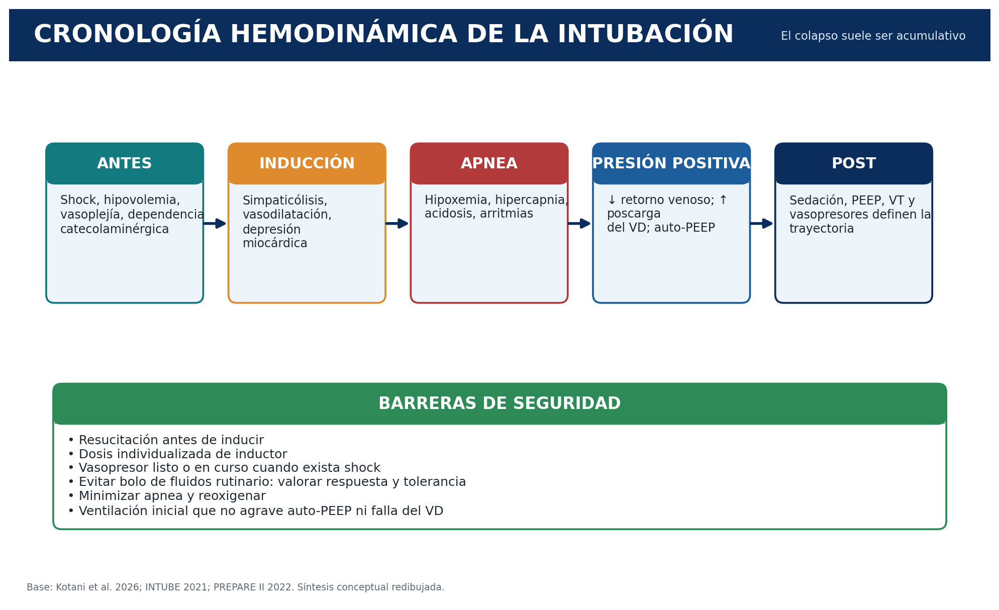 CRONOLOGÍA HEMODINÁMICA DE LA INTUBACIÓN
El colapso suele ser acumulativo
ANTES
Shock, hipovolemia,
vasoplejía, dependencia
catecolaminérgica
INDUCCIÓN
Simpaticólisis,
vasodilatación,
depresión
miocárdica
APNEA
Hipoxemia, hipercapnia,
acidosis, arritmias
PRESIÓN POSITIVA
↓ retorno venoso; ↑
poscarga
del VD; auto-PEEP
POST
Sedación, PEEP, VT y
vasopresores definen la
trayectoria
BARRERAS DE SEGURIDAD
• Resucitación antes de inducir
• Dosis individualizada de inductor
• Vasopresor listo o en curso cuando exista shock
• Evitar bolo de fluidos rutinario: valorar respuesta y tolerancia
• Minimizar apnea y reoxigenar
• Ventilación inicial que no agrave auto-PEEP ni falla del VD
Base: Kotani et al. 2026; INTUBE 2021; PREPARE II 2022. Síntesis conceptual redibujada.